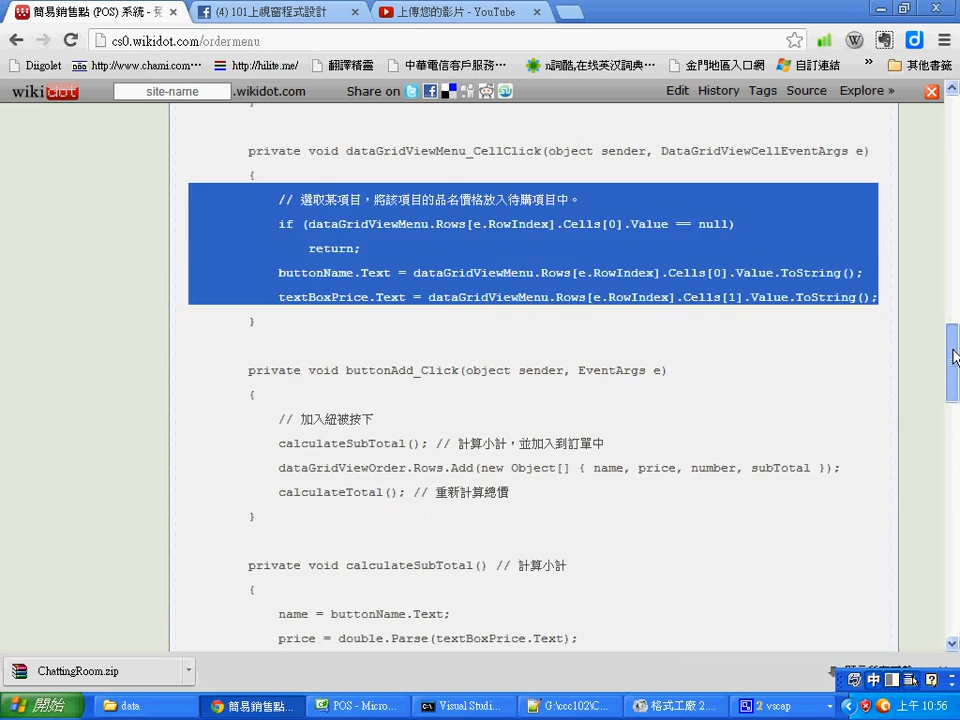 簡易銷售點 (POS) 系統 -
(4) 101上視窗程式設計
上傳您的影片 - YouTube
cs0.wikidot.com/ordermenu
Diigolet
http://www.chami.com…
http://hilite.me/
翻譯精靈
中華電信客戶服務…
n詞酷,在线英汉词典…
金門地區入口網
自訂連結
»
其他書籤
wikidot
site-name
.wikidot.com
Share on
Edit
History
Tags
Source
Explore »
}
private void dataGridViewMenu_CellClick(object sender, DataGridViewCellEventArgs e)
{
// 選取某項目，將該項目的品名價格放入待購項目中。
if (dataGridViewMenu.Rows[e.RowIndex].Cells[0].Value == null)
return;
buttonName.Text = dataGridViewMenu.Rows[e.RowIndex].Cells[0].Value.ToString();
textBoxPrice.Text = dataGridViewMenu.Rows[e.RowIndex].Cells[1].Value.ToString();
}
private void buttonAdd_Click(object sender, EventArgs e)
{
// 加入紐被按下
calculateSubTotal(); // 計算小計，並加入到訂單中
dataGridViewOrder.Rows.Add(new Object[] { name, price, number, subTotal });
calculateTotal(); // 重新計算總價
}
private void calculateSubTotal() // 計算小計
{
name = buttonName.Text;
price = double.Parse(textBoxPrice.Text);
ChattingRoom.zip
中
開始
data
簡易銷售點...
POS - Micro...
Visual Studi...
G:\ccc102\C...
格式工廠 2....
2 vscap
上午 10:56